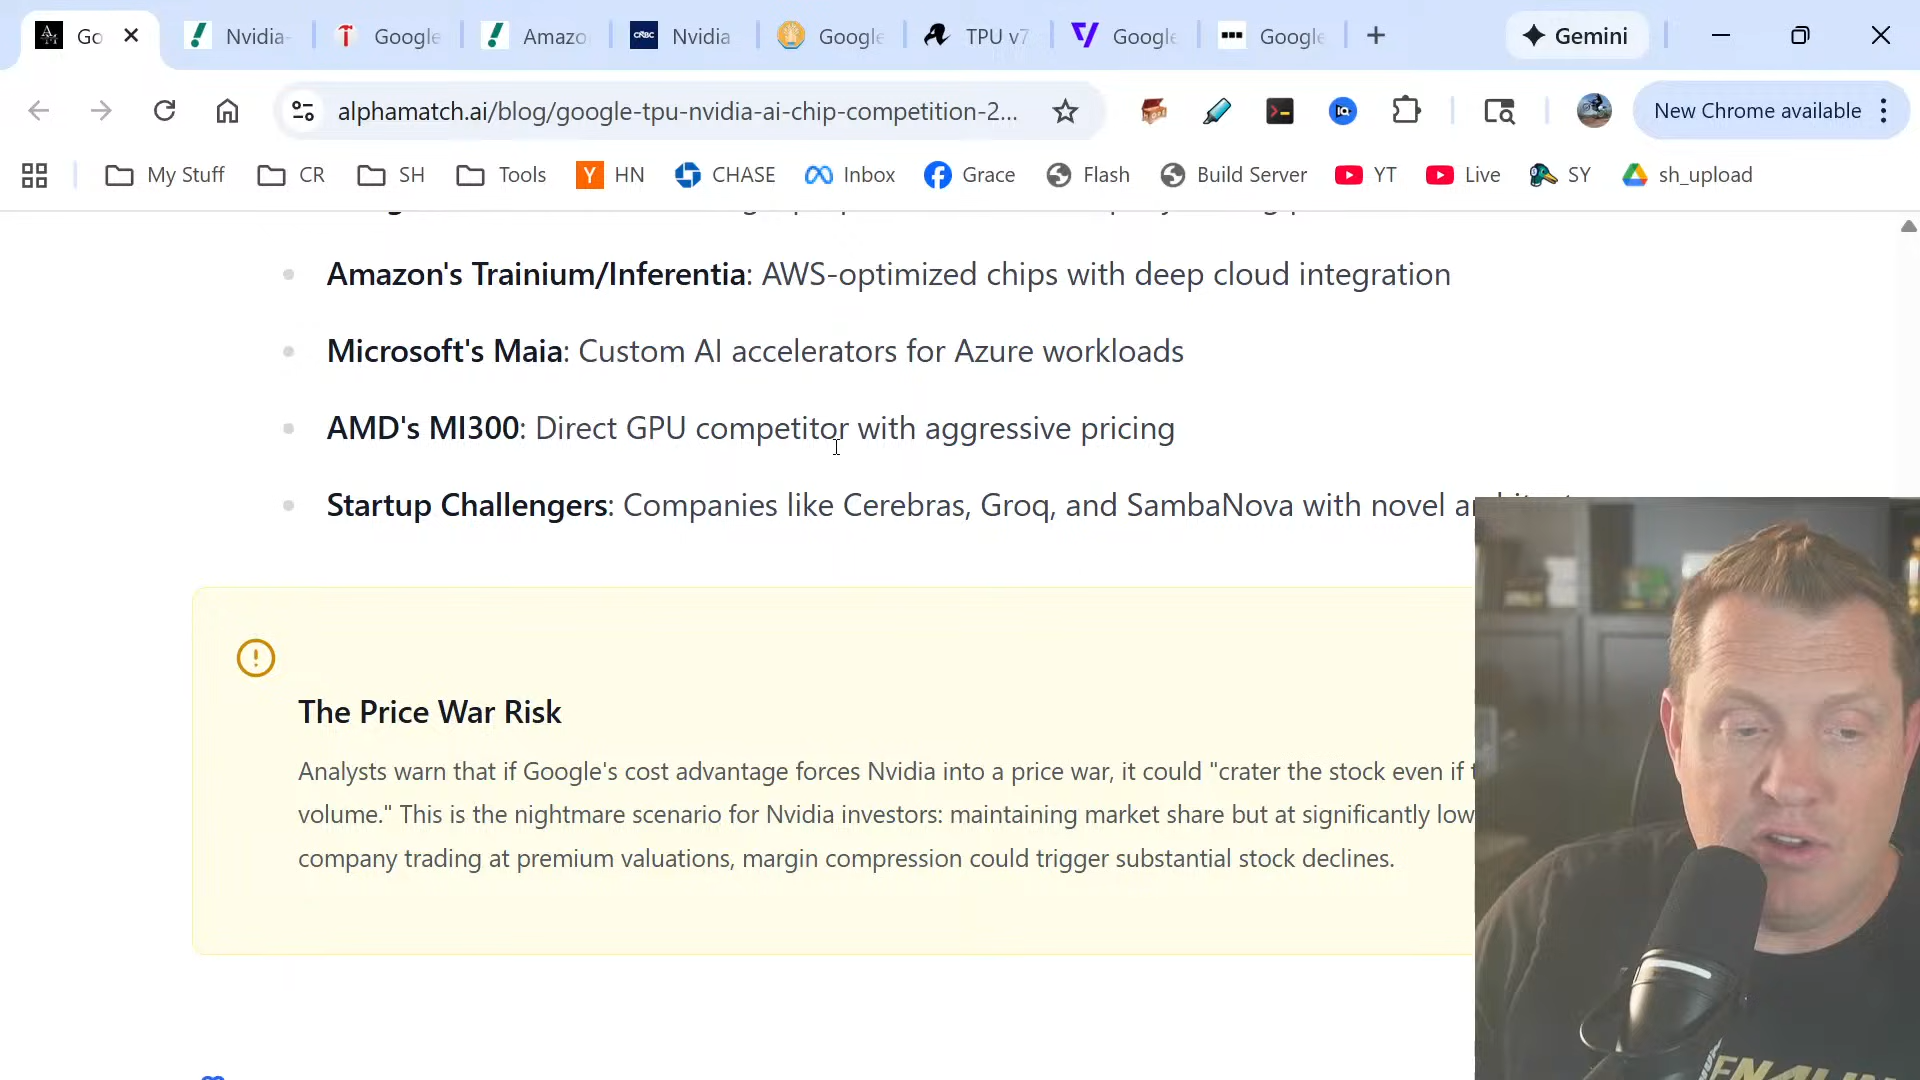 Go
Nvidia-
Google
Amazo
CNBC
Nvidia
Google
TPU v7
Google
Google
Gemini
alphamatch.ai/blog/google-tpu-nvidia-ai-chip-competition-2...
New Chrome available
My Stuff
CR
SH
Tools
Y
HN
CHASE
Inbox
Grace
Flash
Build Server
YT
Live
SY
sh_upload
Amazon's Trainium/Inferentia: AWS-optimized chips with deep cloud integration
Microsoft's Maia: Custom AI accelerators for Azure workloads
AMD's MI300: Direct GPU competitor with aggressive pricing
Startup Challengers: Companies like Cerebras, Groq, and SambaNova with novel
The Price War Risk
Analysts warn that if Google's cost advantage forces Nvidia into a price war, it could "crater the stock even if
volume." This is the nightmare scenario for Nvidia investors: maintaining market share but at significantly low
company trading at premium valuations, margin compression could trigger substantial stock declines.